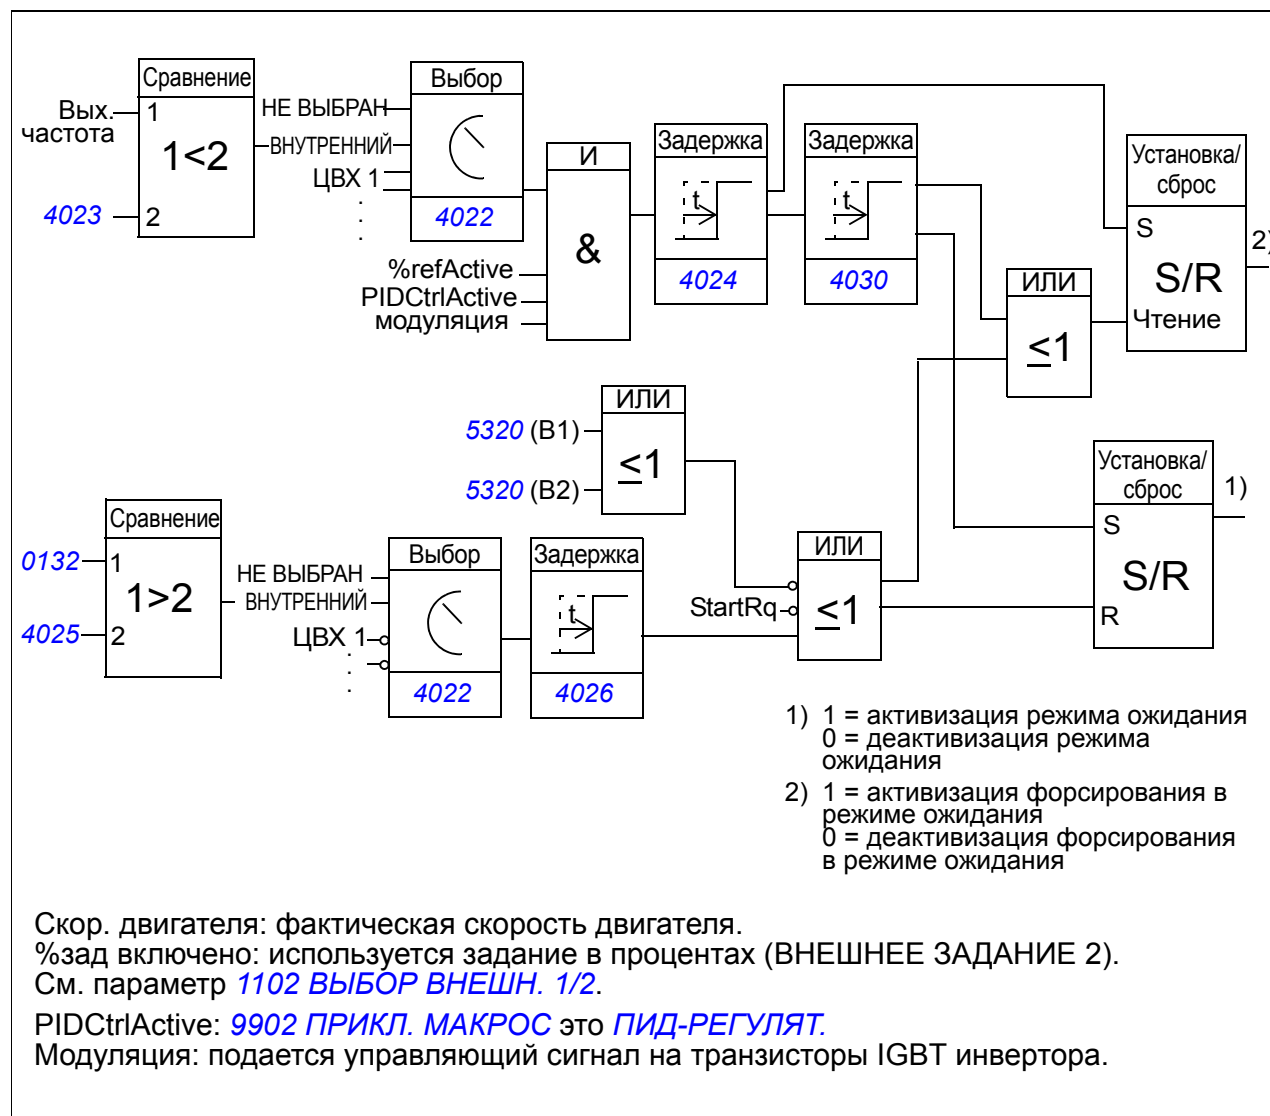 Сравнение
Вых.
частота
1
1<2
4023
2
НЕ ВЫБРАН
ВНУТРЕННИЙ
ЦВХ 1
.
.
.
Выбор
4022
%refActive
PIDCtrlActive
модуляция
И
&
Задержка
t
4024
Задержка
t
4030
ИЛИ
<1
Установка/
сброс
S
S/R
Чтение
2)
ИЛИ
5320 (B1)
<1
5320 (B2)
Сравнение
0132
1
1>2
4025
2
НЕ ВЫБРАН
ВНУТРЕННИЙ
ЦВХ 1
.
.
.
Выбор
4022
Задержка
t
4026
StartRq
ИЛИ
<1
Установка/
сброс
S
S/R
R
1)
1) 1 = активизация режима ожидания
0 = деактивизация режима
ожидания
2) 1 = активизация форсирования в
режиме ожидания
0 = деактивизация форсирования
в режиме ожидания
Скор. двигателя: фактическая скорость двигателя.
%зад включено: используется задание в процентах (ВНЕШНЕЕ ЗАДАНИЕ 2).
См. параметр 1102 ВЫБОР ВНЕШН. 1/2.
PIDCtrlActive: 9902 ПРИКЛ. МАКРОС это ПИД-РЕГУЛЯТ.
Модуляция: подается управляющий сигнал на транзисторы IGBT инвертора.